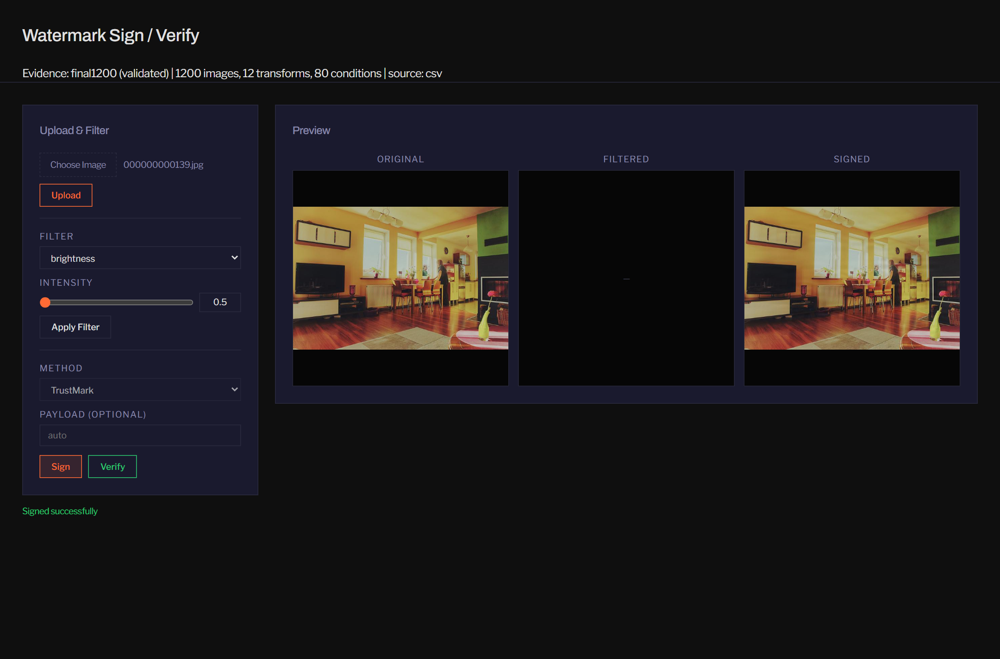 Watermark Sign / Verify
Evidence: final1200 (validated) | 1200 images, 12 transforms, 80 conditions | source: csv
Upload & Filter
Choose Image 000000000139.jpg
Upload
FILTER
brightness
INTENSITY
0.5
Apply Filter
METHOD
TrustMark
PAYLOAD (OPTIONAL)
auto
Sign Verify
Signed successfully
Preview
ORIGINAL FILTERED SIGNED
—